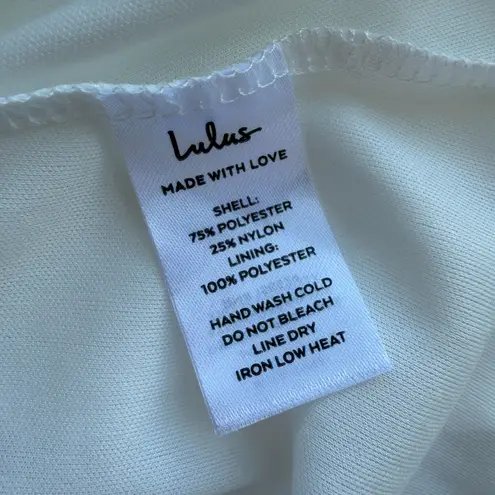 Lulus
MADE WITH LOVE
SHELL:
75% POLYESTER
25% NYLON
LINING:
100% POLYESTER
HAND WASH COLD
DO NOT BLEACH
LINE DRY
IRON LOW HEAT